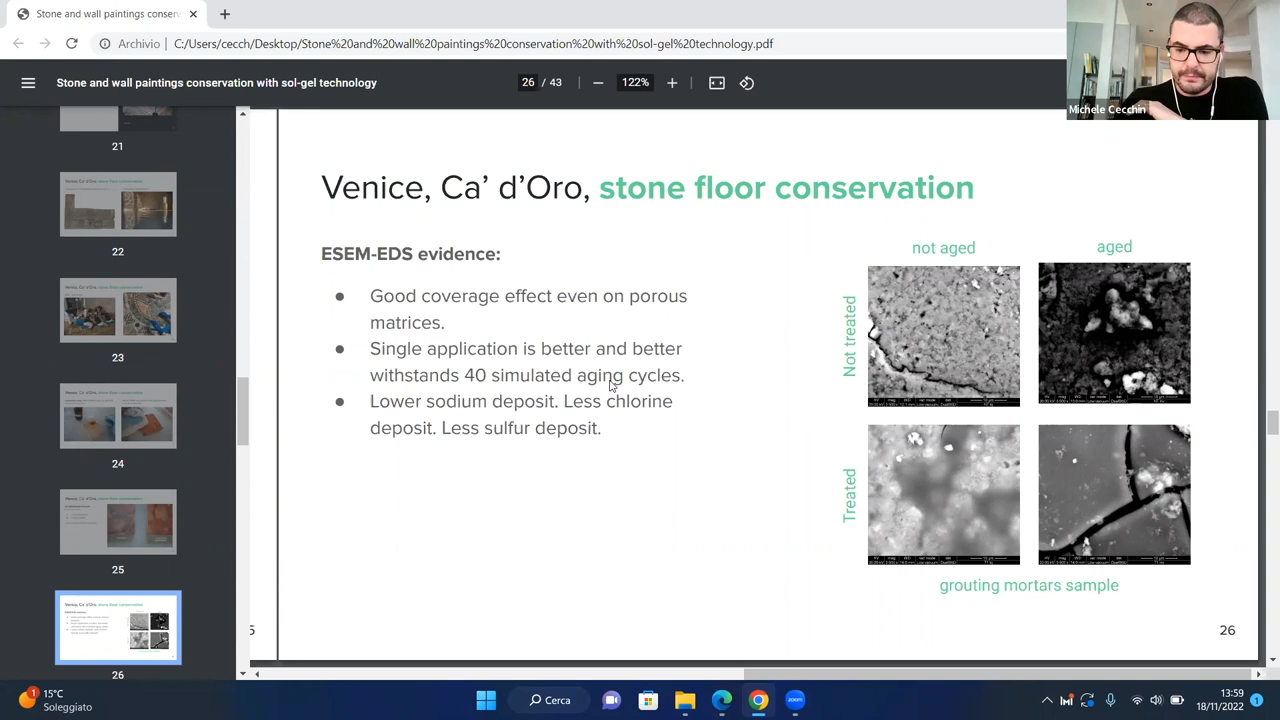 Stone and wall paintings conserv
Archivio
C:/Users/cecch/Desktop/Stone%20and%20wall%20paintings%20conservation%20with%20sol-gel%20technology.pdf
Michele Cecchin
Stone and wall paintings conservation with sol-gel technology
26 / 43
122%
21
22
23
24
25
26
Venice, Ca’ d’Oro, stone floor conservation
ESEM-EDS evidence:
● Good coverage effect even on porous
matrices.
● Single application is better and better
withstands 40 simulated aging cycles.
● Lower sodium deposit. Less chlorine
deposit. Less sulfur deposit.
not aged
aged
Not treated
Treated
grouting mortars sample
26
15°C
Soleggiato
Cerca
zoom
13:59
18/11/2022